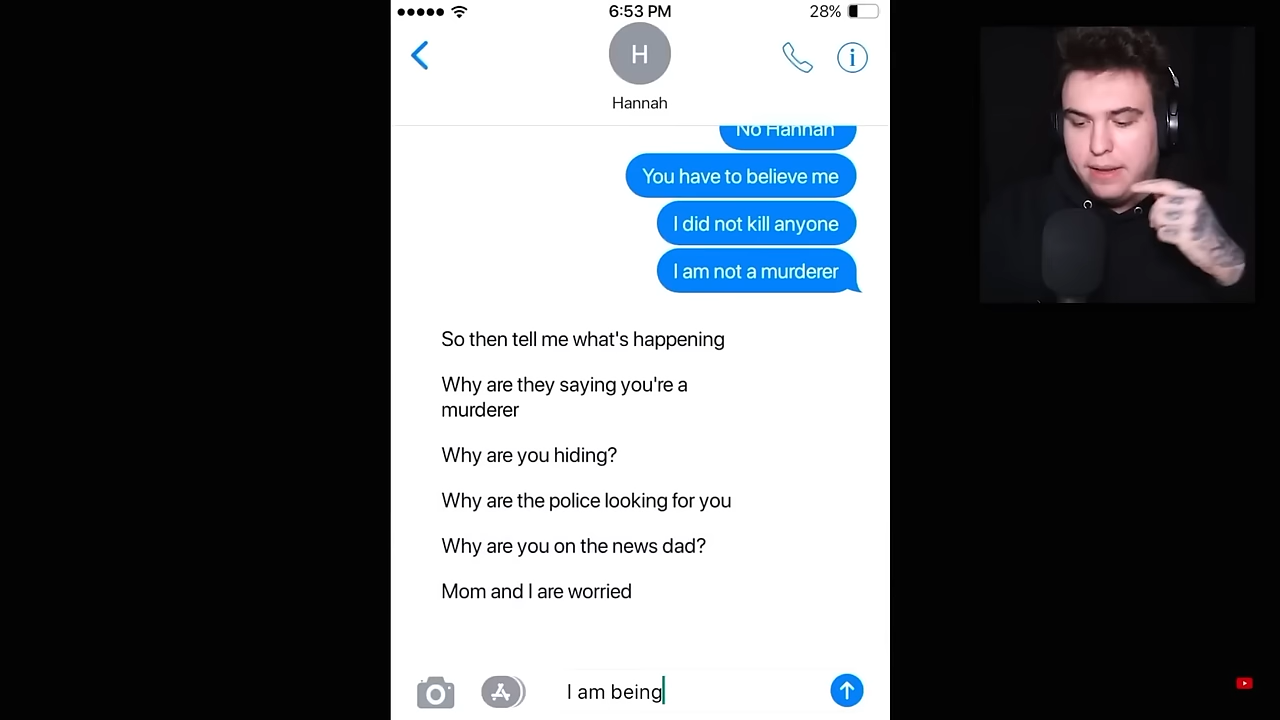 6:53 PM
28%
H
Hannah
No Hannah
You have to believe me
I did not kill anyone
I am not a murderer
So then tell me what's happening
Why are they saying you're a
murderer
Why are you hiding?
Why are the police looking for you
Why are you on the news dad?
Mom and I are worried
I am being